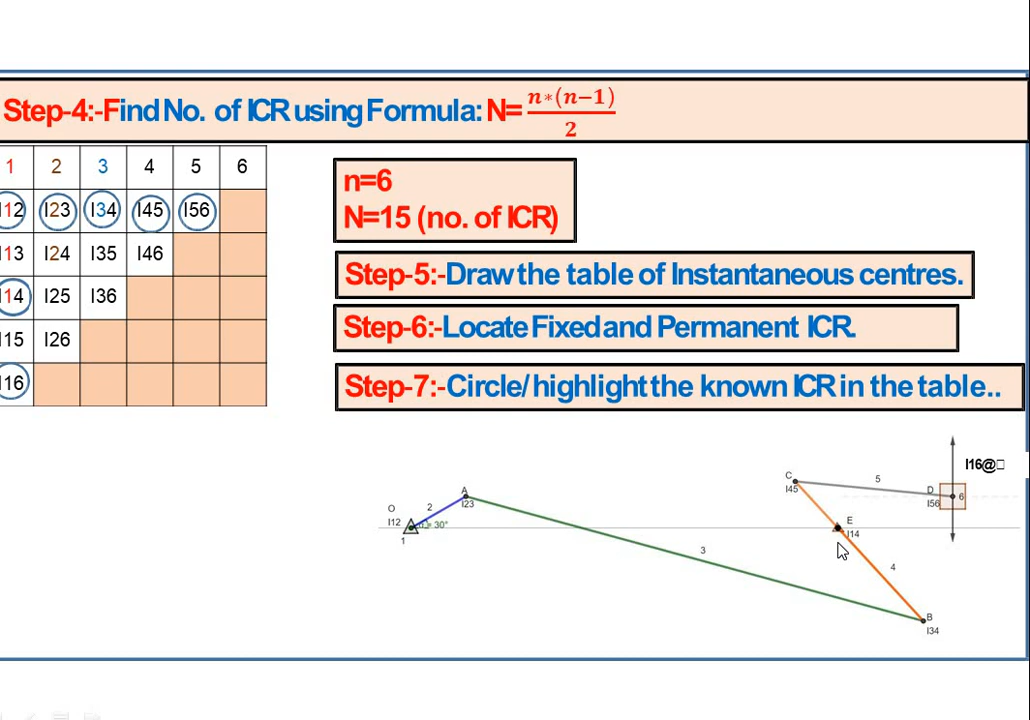 Step-4:-Find No. of ICR using Formula: N= n*(n−1)/2
1 2 3 4 5 6
I12 I23 I34 I45 I56
I13 I24 I35 I46
I14 I25 I36
I15 I26
I16
n=6
N=15 (no. of ICR)
Step-5:-Draw the table of Instantaneous centres.
Step-6:-Locate Fixed and Permanent ICR.
Step-7:-Circle/ highlight the known ICR in the table..
I16@
C
I45
5
D
I56
6
A
I23
2
O
I12
30°
1
E
I14
3
4
B
I34